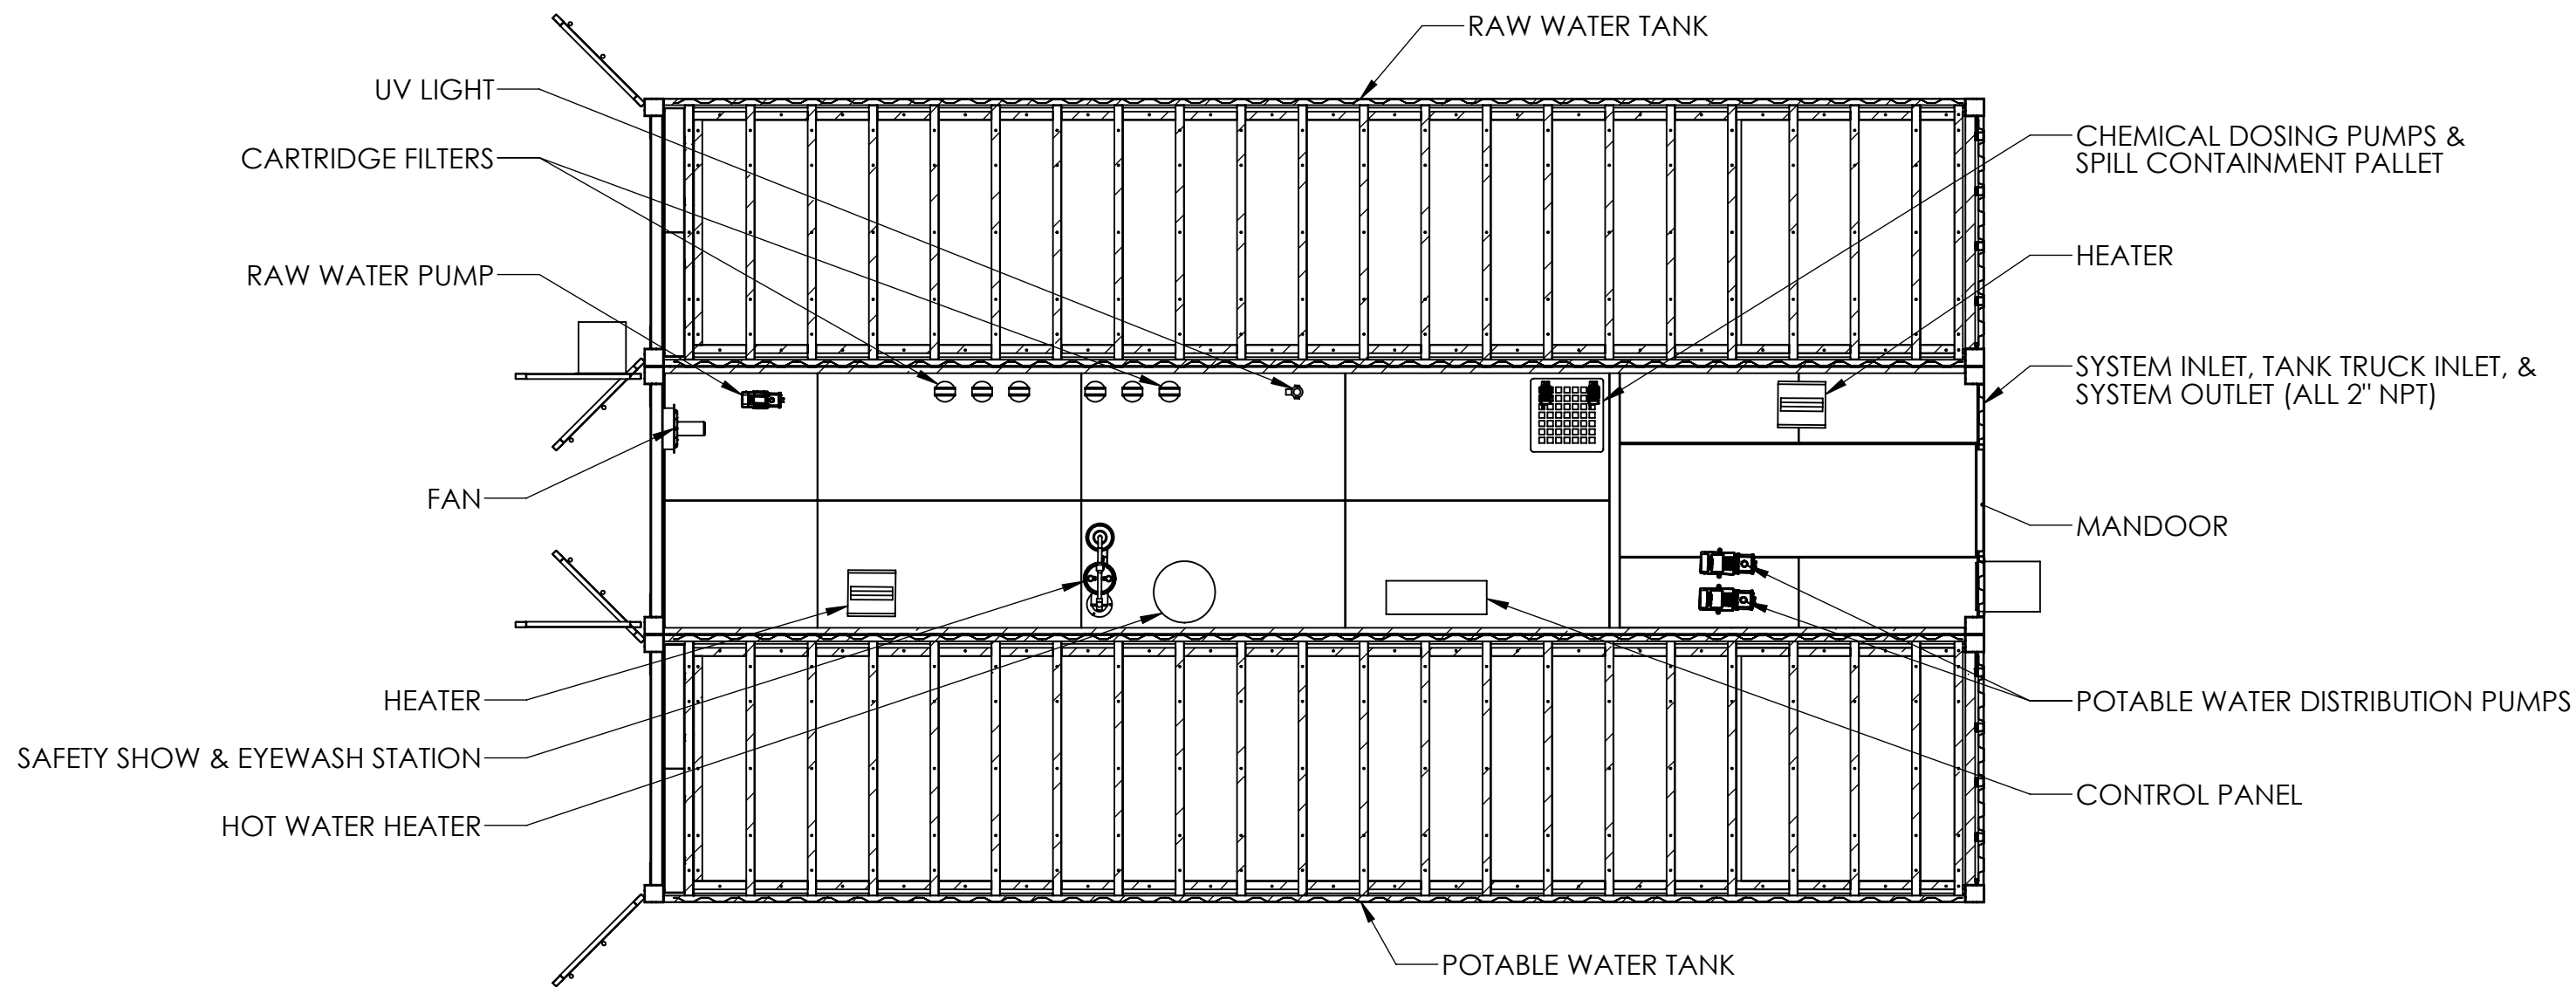 RAW WATER TANK
UV LIGHT
CARTRIDGE FILTERS
RAW WATER PUMP
FAN
HEATER
SAFETY SHOW & EYEWASH STATION
HOT WATER HEATER
CHEMICAL DOSING PUMPS &
SPILL CONTAINMENT PALLET
HEATER
SYSTEM INLET, TANK TRUCK INLET, &
SYSTEM OUTLET (ALL 2" NPT)
MANDOOR
POTABLE WATER DISTRIBUTION PUMPS
CONTROL PANEL
POTABLE WATER TANK